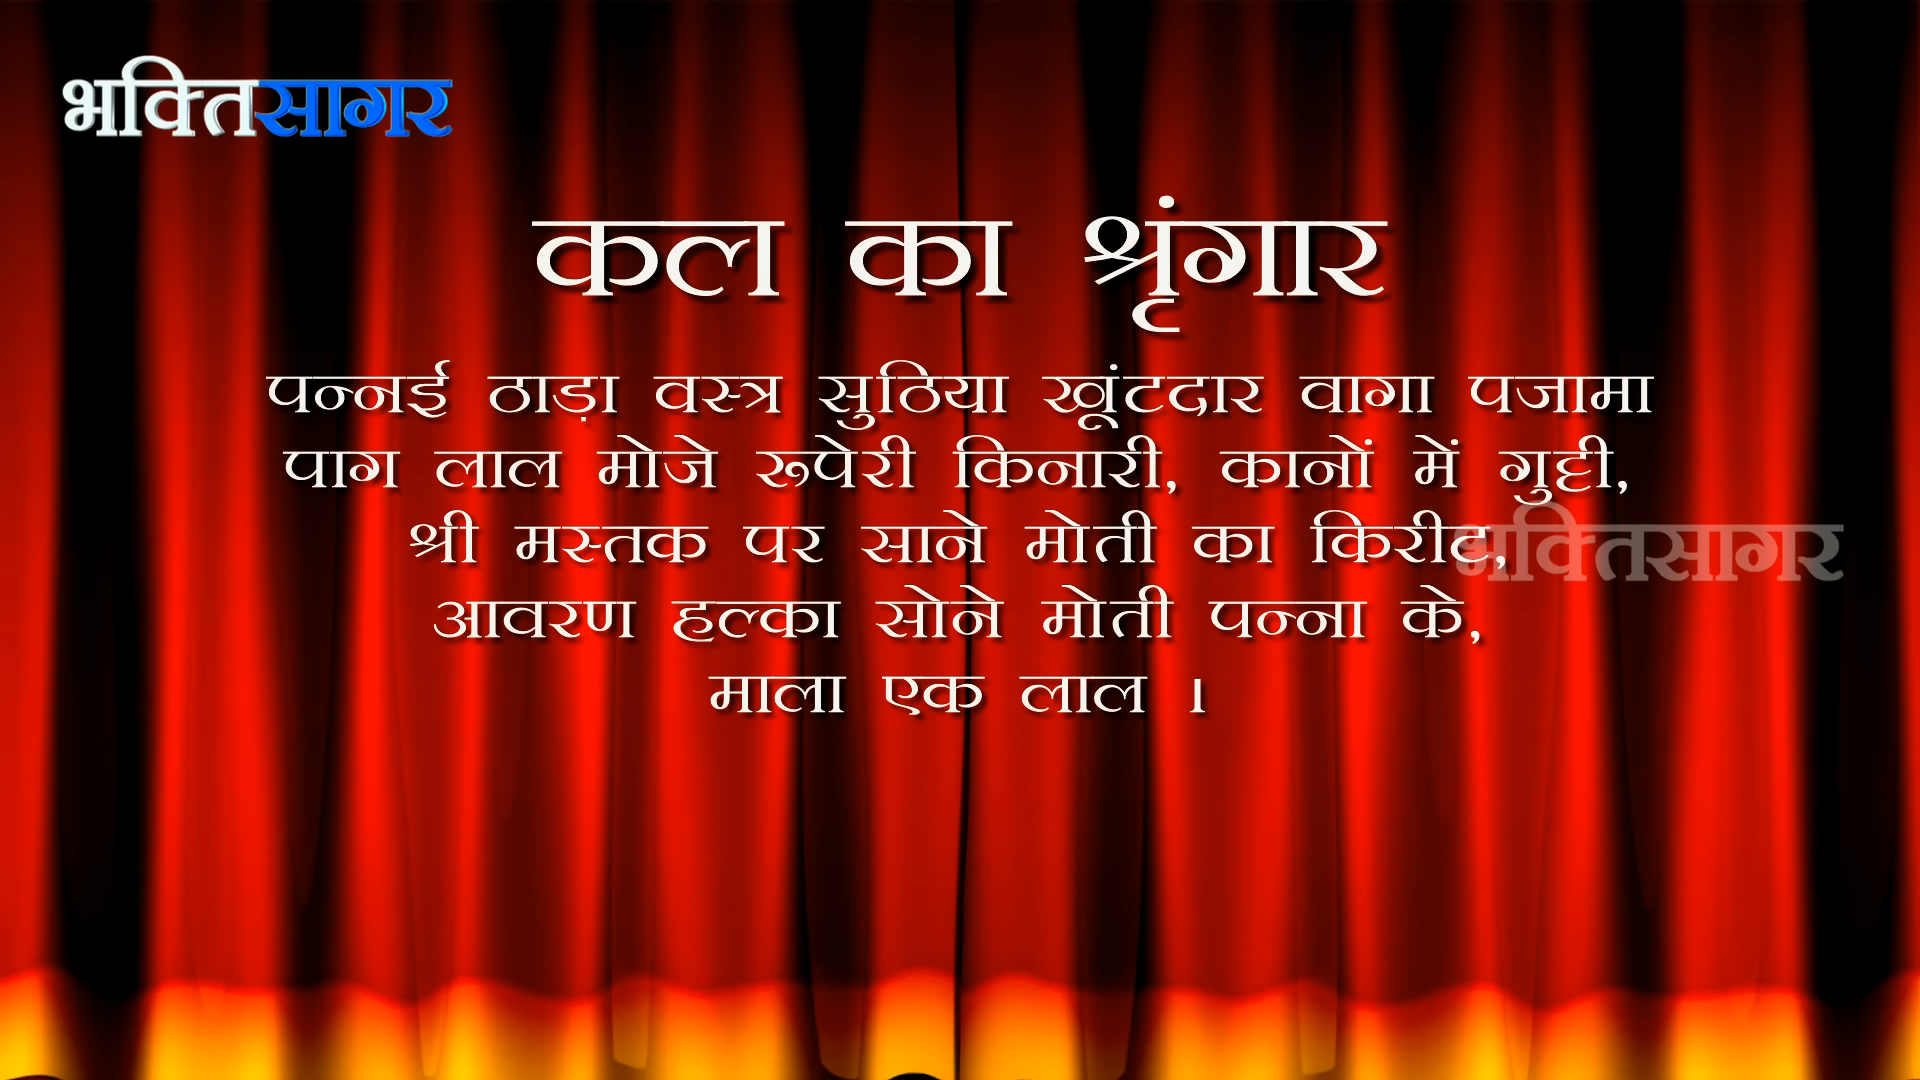 भक्तिसागर
कल का श्रृंगार
पन्नई ठाड़ा वस्त्र सुठिया खूंटदार वागा पजामा
पाग लाल मोजे रूपेरी किनारी, कानों में गुट्टी,
श्री मस्तक पर साने मोती का किरीट,
भक्तिसागर
आवरण हल्का सोने मोती पन्ना के,
माला एक लाल ।